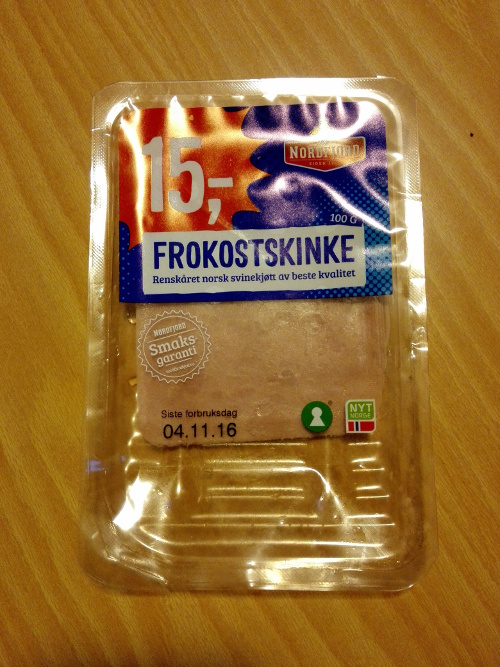 15,-
NORDFJORD
100 G
FROKOSTSKINKE
Renskåret norsk svinekjøtt av beste kvalitet
NORDFJORD
Smaks
garanti
Siste forbruksdag
04.11.16
NYT
NORGE